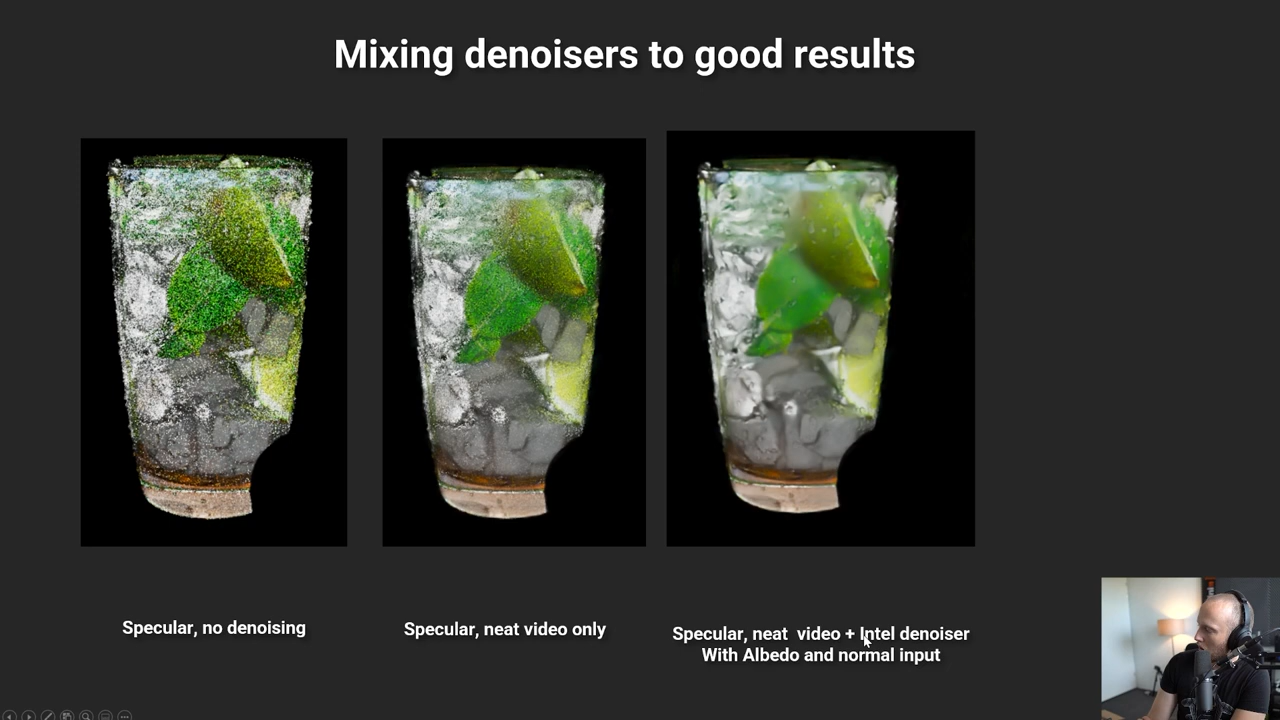 Mixing denoisers to good results
Specular, no denoising
Specular, neat video only
Specular, neat video + Intel denoiser
With Albedo and normal input